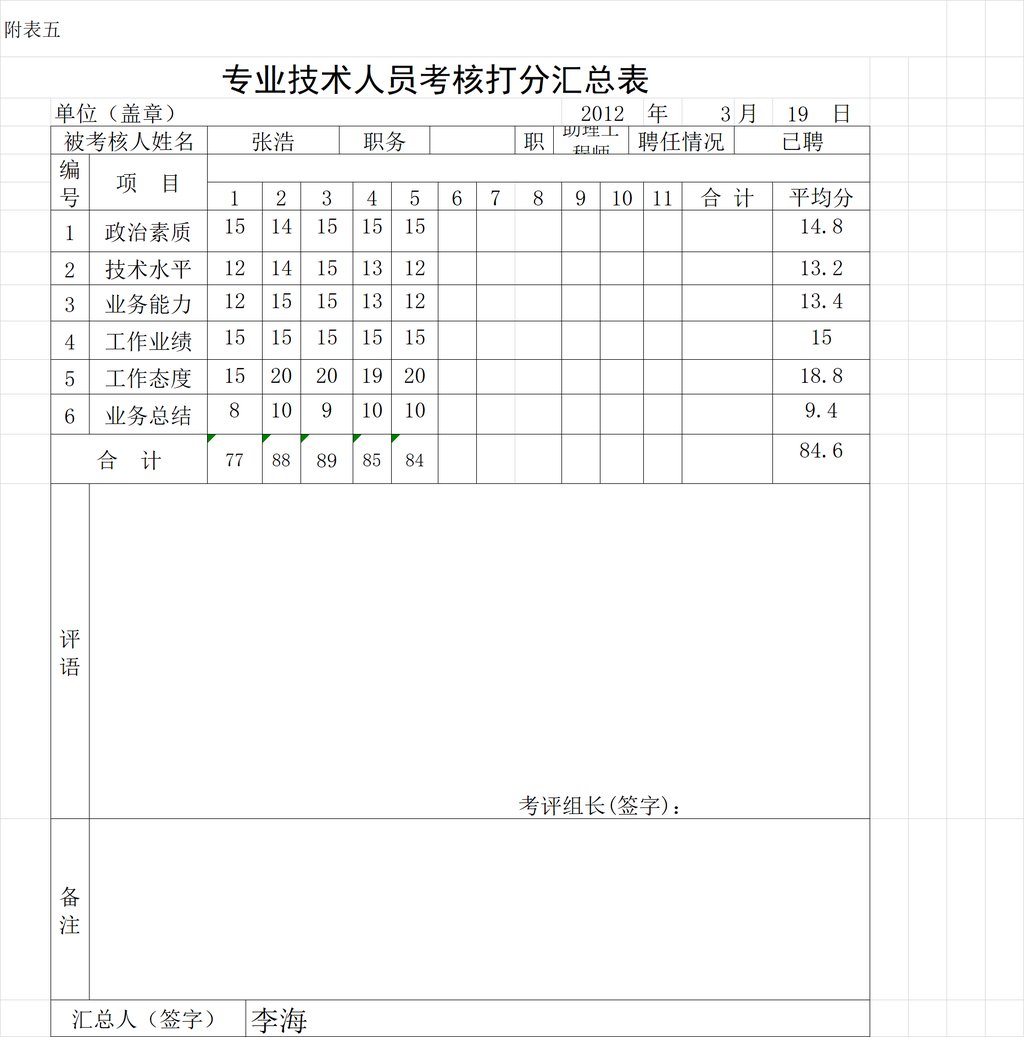 附表五
专业技术人员考核打分汇总表
单位（盖章） 2012 年 3 月 19 日
被考核人姓名 张浩 职务 职 助理工程师 聘任情况 已聘
编号 项 目 1 2 3 4 5 6 7 8 9 10 11 合 计 平均分
1 政治素质 15 14 15 15 15 14.8
2 技术水平 12 14 15 13 12 13.2
3 业务能力 12 15 15 13 12 13.4
4 工作业绩 15 15 15 15 15 15
5 工作态度 15 20 20 19 20 18.8
6 业务总结 8 10 9 10 10 9.4
合 计 77 88 89 85 84 84.6
评语
考评组长(签字)：
备注
汇总人（签字） 李海